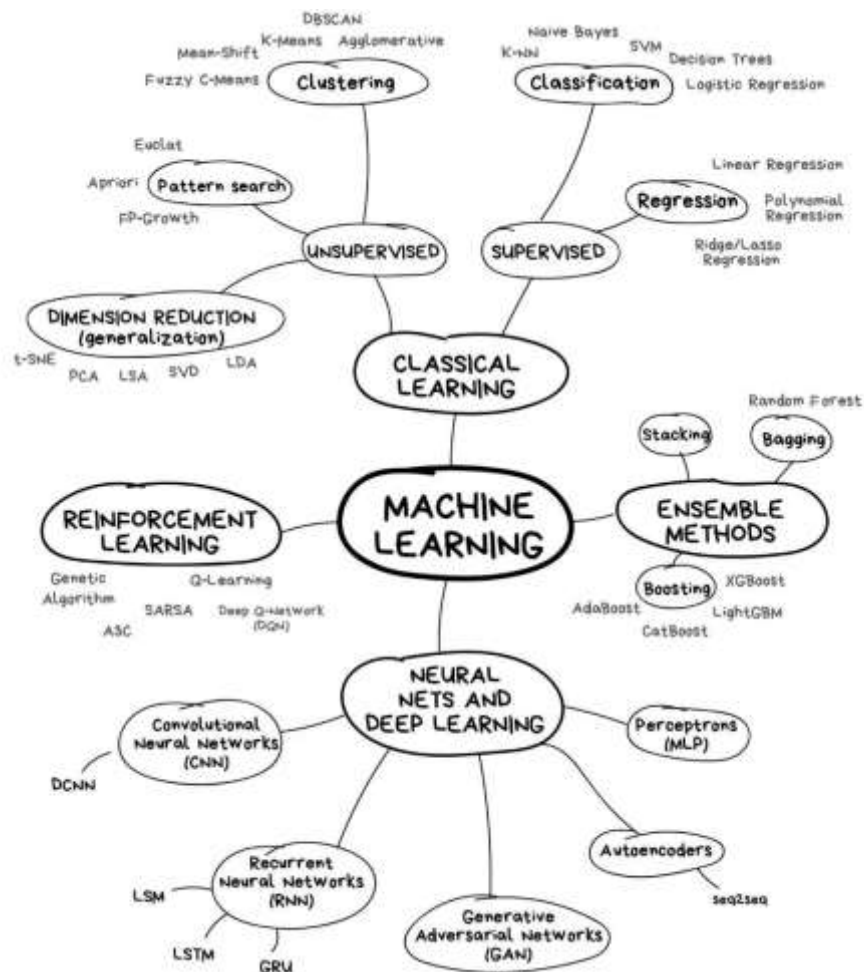 DBSCAN
K-Means
Agglomerative
Mean-Shift
Fuzzy C-Means
Clustering
Naive Bayes
K-NN
SVM
Decision Trees
Logistic Regression
Classification
Euclat
Apriori
Pattern search
FP-Growth
Linear Regression
Regression
Polynomial
Regression
Ridge/Lasso
Regression
UNSUPERVISED
SUPERVISED
DIMENSION REDUCTION
(generalization)
t-SNE
PCA
LSA
SVD
LDA
CLASSICAL
LEARNING
Random Forest
Stacking
Bagging
MACHINE
LEARNING
REINFORCEMENT
LEARNING
ENSEMBLE
METHODS
Genetic
Algorithm
Q-Learning
SARSA
Deep Q-Network
(DQN)
A3C
Boosting
XGBoost
AdaBoost
LightGBM
CatBoost
NEURAL
NETS AND
DEEP LEARNING
Convolutional
Neural Networks
(CNN)
DCNN
Perceptrons
(MLP)
Recurrent
Neural Networks
(RNN)
LSM
LSTM
GRU
Autoencoders
seq2seq
Generative
Adversarial Networks
(GAN)